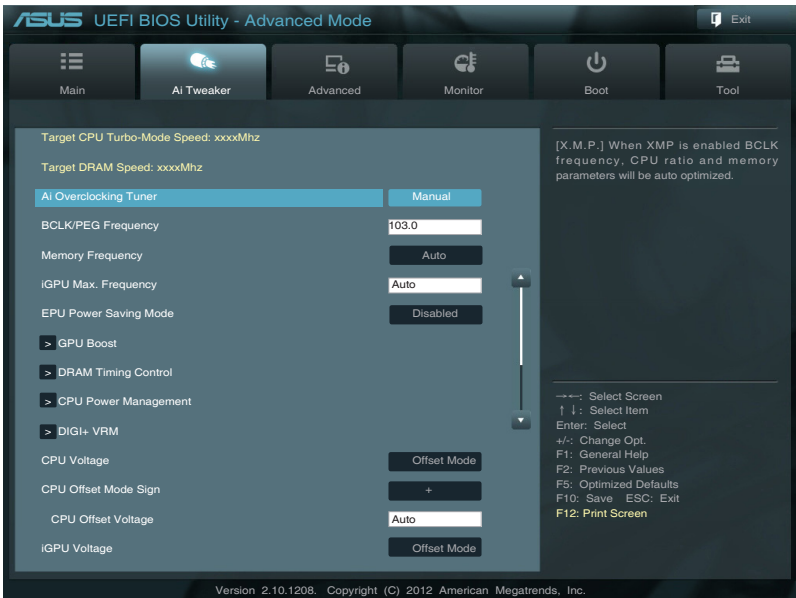 ASUS UEFI BIOS Utility - Advanced Mode
Exit
Main
Ai Tweaker
Advanced
Monitor
Boot
Tool
Target CPU Turbo-Mode Speed: xxxxMhz
Target DRAM Speed: xxxxMhz
Ai Overclocking Tuner Manual
BCLK/PEG Frequency 103.0
Memory Frequency Auto
iGPU Max. Frequency Auto
EPU Power Saving Mode Disabled
> GPU Boost
> DRAM Timing Control
> CPU Power Management
> DIGI+ VRM
CPU Voltage Offset Mode
CPU Offset Mode Sign +
CPU Offset Voltage Auto
iGPU Voltage Offset Mode
[X.M.P.] When XMP is enabled BCLK
frequency, CPU ratio and memory
parameters will be auto optimized.
→←: Select Screen
↑↓: Select Item
Enter: Select
+/-: Change Opt.
F1: General Help
F2: Previous Values
F5: Optimized Defaults
F10: Save ESC: Exit
F12: Print Screen
Version 2.10.1208. Copyright (C) 2012 American Megatrends, Inc.